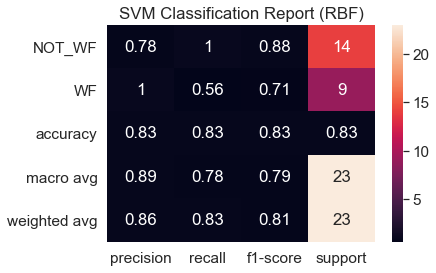 SVM Classification Report (RBF)
NOT_WF 0.78 1 0.88 14
WF 1 0.56 0.71 9
accuracy 0.83 0.83 0.83 0.83
macro avg 0.89 0.78 0.79 23
weighted avg 0.86 0.83 0.81 23
precision recall f1-score support
20
15
10
5